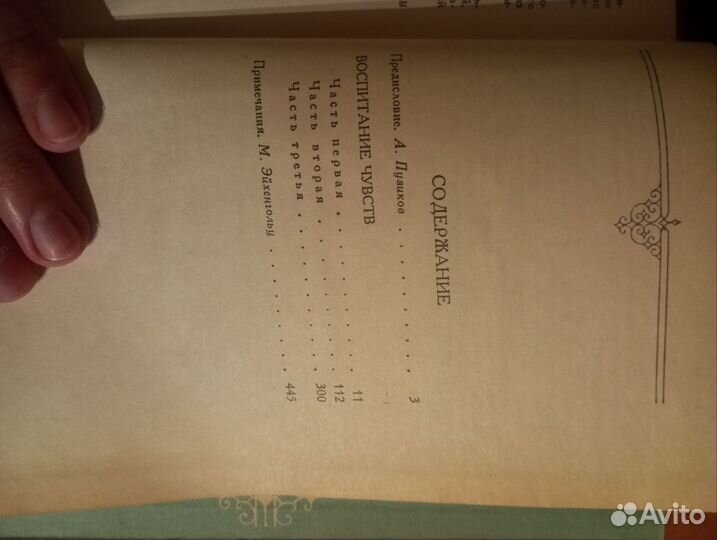 СОДЕРЖАНИЕ
Предисловие. А. Пузиков . . . . . . . . . . 3
ВОСПИТАНИЕ ЧУВСТВ
Часть первая . . . . . . . . . . 11
Часть вторая . . . . . . . . . . 112
Часть третья . . . . . . . . . . 300
Примечания. М. Эйхенгольц . . . . . . . . 445
Avito